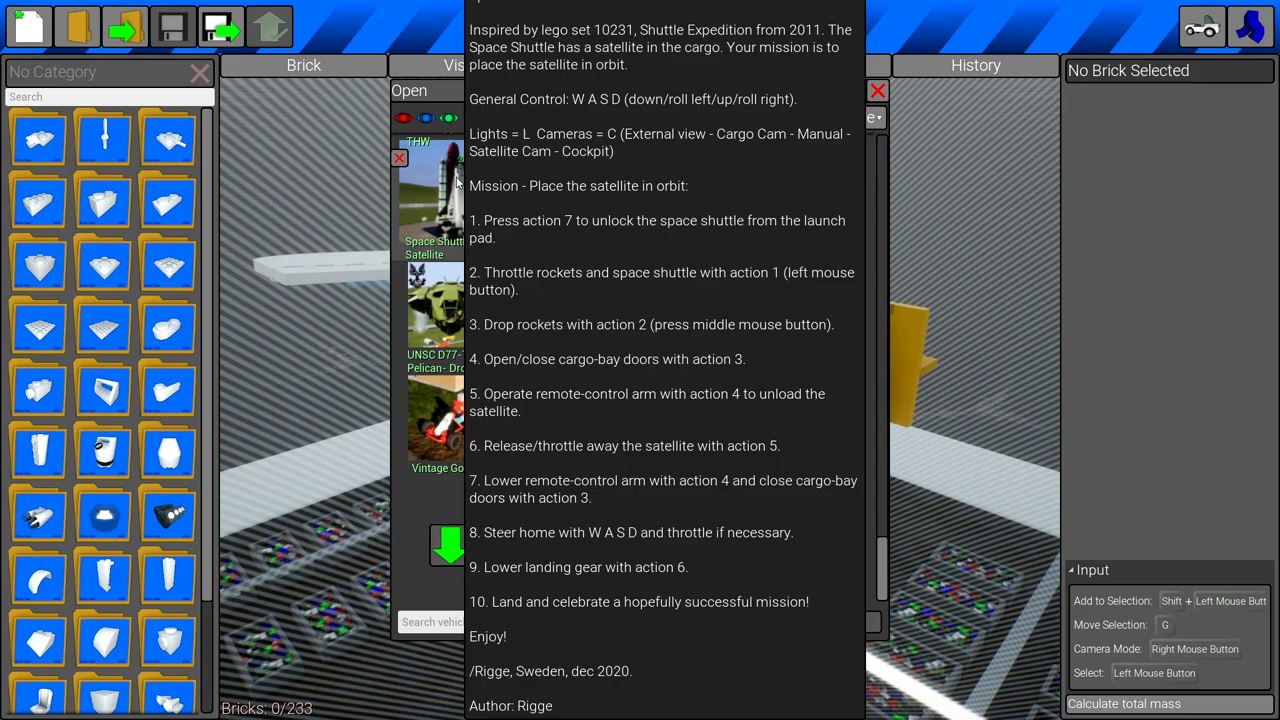 No Category
Search
Brick
Vis
History
No Brick Selected
Open
THW
Space Shutt
Satellite
UNSC D77-
Pelican- Dro
Vintage Go
Search vehic
Inspired by lego set 10231, Shuttle Expedition from 2011. The
Space Shuttle has a satellite in the cargo. Your mission is to
place the satellite in orbit.
General Control: W A S D (down/roll left/up/roll right).
Lights = L  Cameras = C (External view - Cargo Cam - Manual -
Satellite Cam - Cockpit)
Mission - Place the satellite in orbit:
1. Press action 7 to unlock the space shuttle from the launch
pad.
2. Throttle rockets and space shuttle with action 1 (left mouse
button).
3. Drop rockets with action 2 (press middle mouse button).
4. Open/close cargo-bay doors with action 3.
5. Operate remote-control arm with action 4 to unload the
satellite.
6. Release/throttle away the satellite with action 5.
7. Lower remote-control arm with action 4 and close cargo-bay
doors with action 3.
8. Steer home with W A S D and throttle if necessary.
9. Lower landing gear with action 6.
10. Land and celebrate a hopefully successful mission!
Enjoy!
/Rigge, Sweden, dec 2020.
Author: Rigge
Bricks: 0/233
Input
Add to Selection: Shift + Left Mouse Butt
Move Selection: G
Camera Mode: Right Mouse Button
Select: Left Mouse Button
Calculate total mass